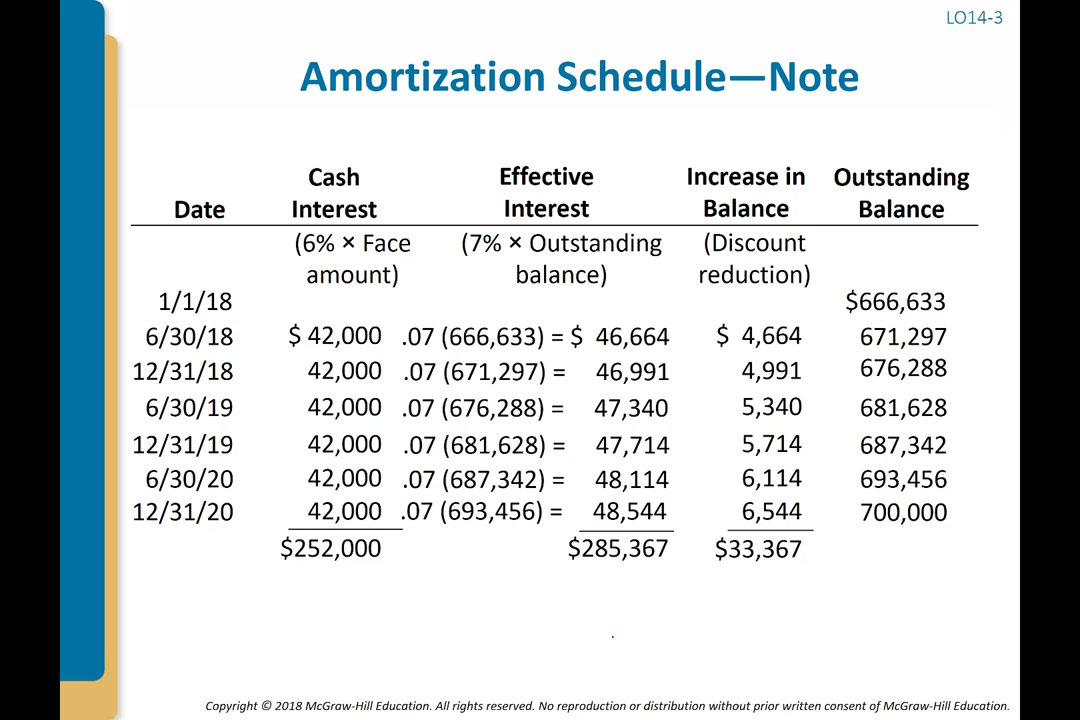 LO14-3
Amortization Schedule—Note
Date Cash Interest Effective Interest Increase in Balance Outstanding Balance
(6% × Face amount) (7% × Outstanding balance) (Discount reduction)
1/1/18 $666,633
6/30/18 $ 42,000 .07 (666,633) = $ 46,664 $ 4,664 671,297
12/31/18 42,000 .07 (671,297) = 46,991 4,991 676,288
6/30/19 42,000 .07 (676,288) = 47,340 5,340 681,628
12/31/19 42,000 .07 (681,628) = 47,714 5,714 687,342
6/30/20 42,000 .07 (687,342) = 48,114 6,114 693,456
12/31/20 42,000 .07 (693,456) = 48,544 6,544 700,000
$252,000 $285,367 $33,367
Copyright © 2018 McGraw-Hill Education. All rights reserved. No reproduction or distribution without prior written consent of McGraw-Hill Education.